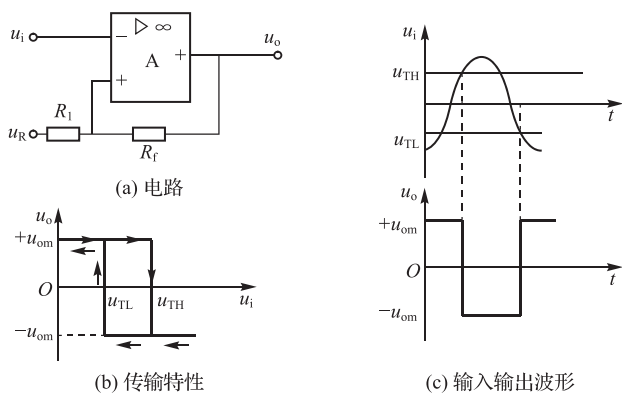 ▷ ∞
u_i
−
+
A
+
u_o
R_1
u_R
R_f
(a) 电路
u_o
+u_om
O
u_TL
u_TH
u_i
−u_om
(b) 传输特性
u_i
u_TH
t
u_TL
u_o
+u_om
O
t
−u_om
(c) 输入输出波形